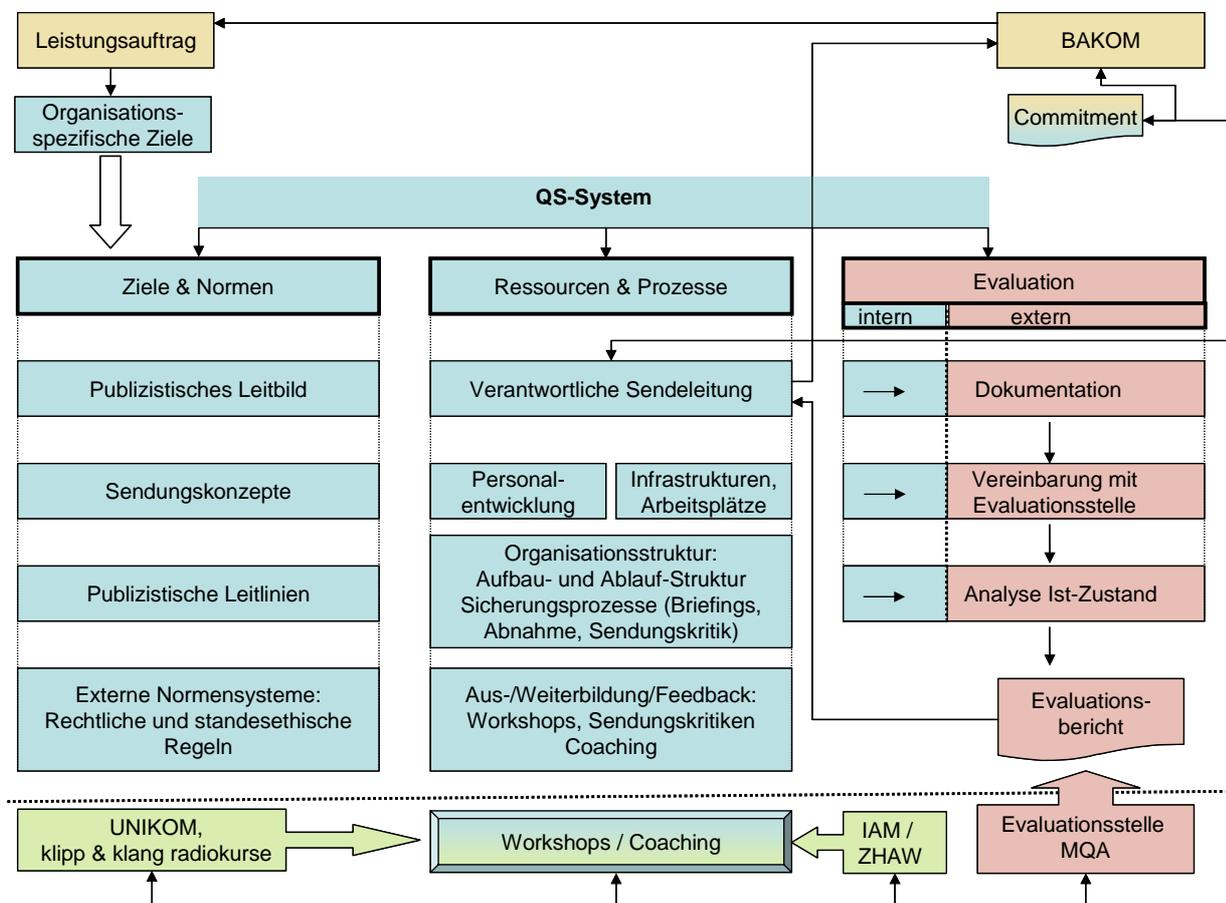 Leistungsauftrag
BAKOM
Organisations-
spezifische Ziele
Commitment
QS-System
Ziele & Normen
Ressourcen & Prozesse
Evaluation
intern
extern
Publizistisches Leitbild
Verantwortliche Sendeleitung
Dokumentation
Sendungskonzepte
Personal-
entwicklung
Infrastrukturen,
Arbeitsplätze
Vereinbarung mit
Evaluationsstelle
Publizistische Leitlinien
Organisationsstruktur:
Aufbau- und Ablauf-Struktur
Sicherungsprozesse (Briefings,
Abnahme, Sendungskritik)
Analyse Ist-Zustand
Externe Normensysteme:
Rechtliche und standesethische
Regeln
Aus-/Weiterbildung/Feedback:
Workshops, Sendungskritiken
Coaching
Evaluations-
bericht
UNIKOM,
klipp & klang radiokurse
Workshops / Coaching
IAM /
ZHAW
Evaluationsstelle
MQA